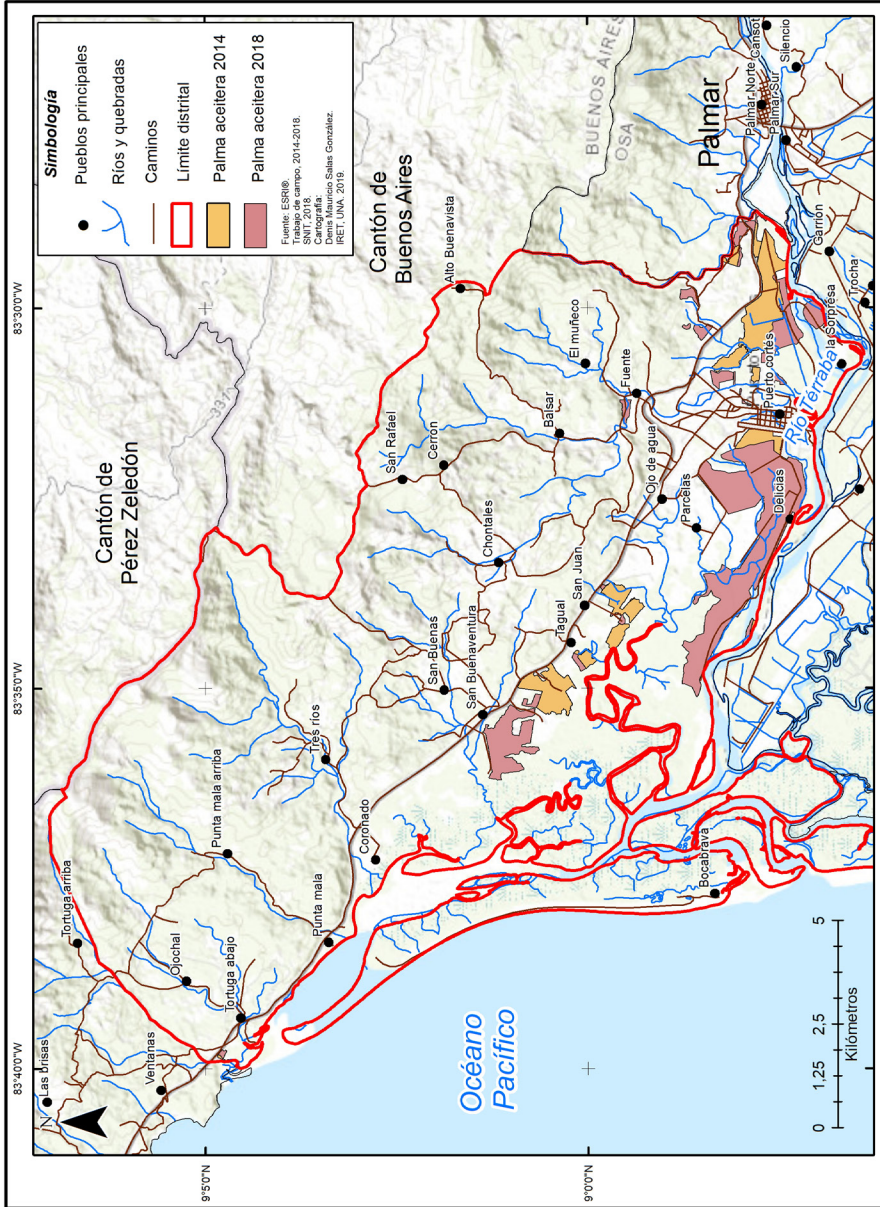 Simbología
Pueblos principales
Ríos y quebradas
Caminos
Límite distrital
Palma aceitera 2014
Palma aceitera 2018
Fuente: ESRI®.
Trabajo de campo, 2014-2018.
SNIT, 2018.
Cartografía:
Denis Mauricio Salas González.
IRET, UNA. 2019.
83°40'0"W
83°35'0"W
83°30'0"W
9°5'0"N
9°0'0"N
N
Las brisas
Ventanas
Tortuga arriba
Ojochal
Tortuga abajo
Punta mala arriba
Punta mala
Coronado
Tres ríos
Cantón de
Pérez Zeledón
San Buenas
San Buenaventura
Tagual
San Juan
Chontales
San Rafael
Cerron
Balsar
Cantón de
Buenos Aires
Alto Buenavista
El muñeco
Fuente
Ojo de agua
Parcelas
Delicias
Puerto cortés
Río Térraba
la Sorpresa
Trocha
Garrión
BUENOS AIRES
OSA
Palmar
Palmar Norte
Palmar Sur
Cansot
Silencio
Bocabrava
Océano
Pacífico
0 1,25 2,5 5
Kilómetros